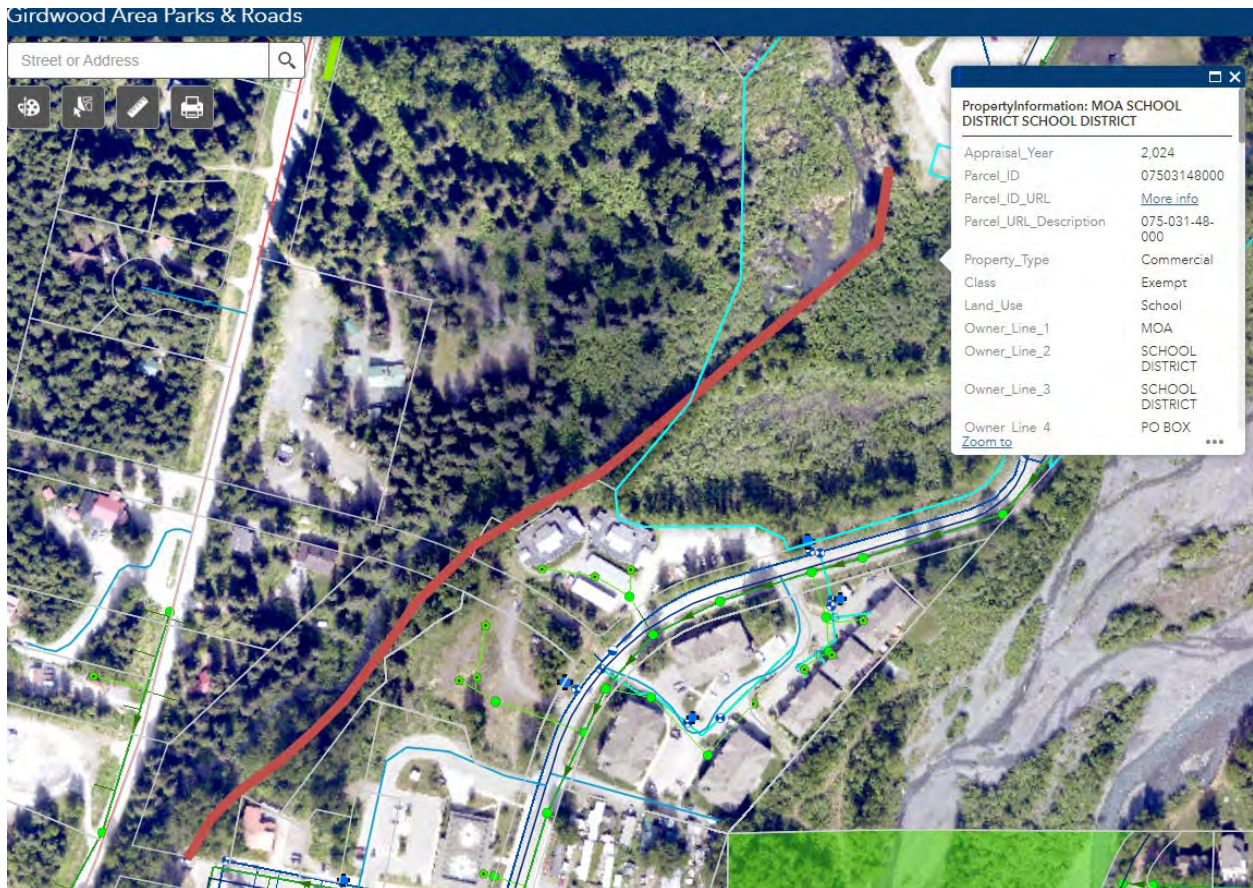 Girdwood Area Parks & Roads
Street or Address
PropertyInformation: MOA SCHOOL
DISTRICT SCHOOL DISTRICT
Appraisal_Year 2,024
Parcel_ID 07503148000
Parcel_ID_URL More info
Parcel_URL_Description 075-031-48-
000
Property_Type Commercial
Class Exempt
Land_Use School
Owner_Line_1 MOA
Owner_Line_2 SCHOOL
DISTRICT
Owner_Line_3 SCHOOL
DISTRICT
Owner_Line_4 PO BOX
Zoom to